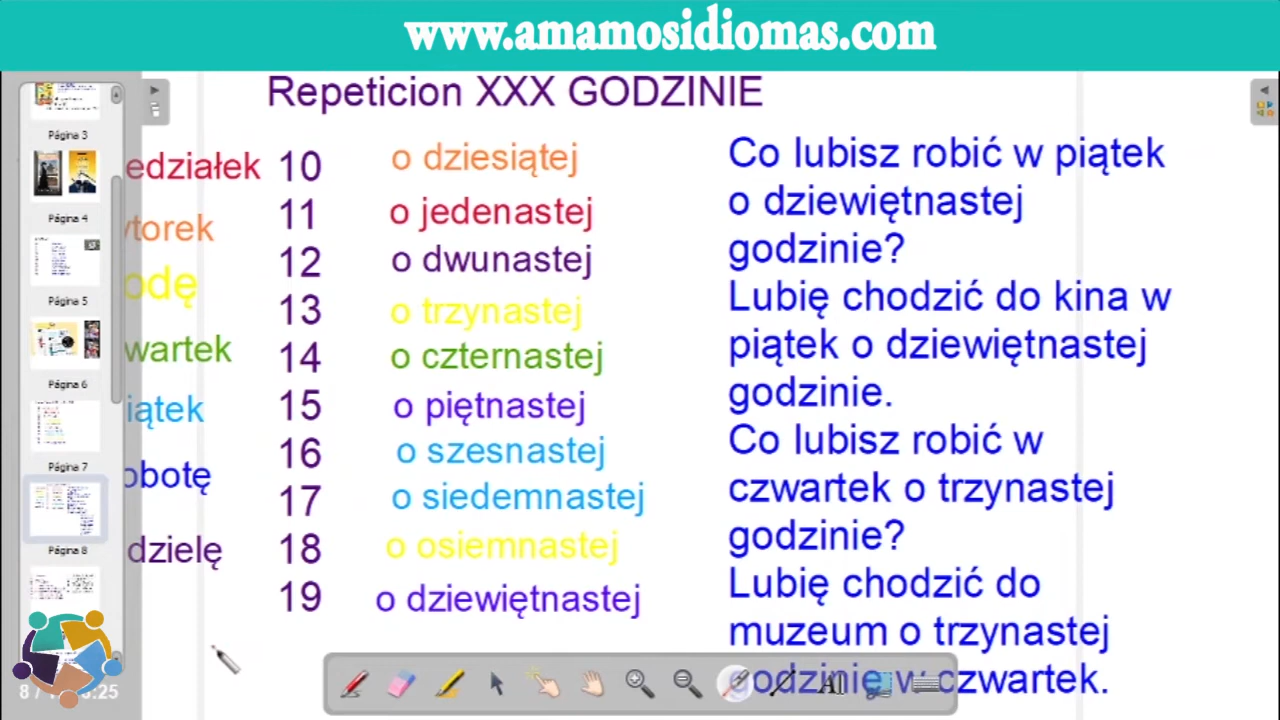 www.amamosidiomas.com
Repeticion XXX GODZINIE
edziałek
torek
odę
wartek
iątek
obotę
dzielę
10 o dziesiątej
11 o jedenastej
12 o dwunastej
13 o trzynastej
14 o czternastej
15 o piętnastej
16 o szesnastej
17 o siedemnastej
18 o osiemnastej
19 o dziewiętnastej
Co lubisz robić w piątek
o dziewiętnastej
godzinie?
Lubię chodzić do kina w
piątek o dziewiętnastej
godzinie.
Co lubisz robić w
czwartek o trzynastej
godzinie?
Lubię chodzić do
muzeum o trzynastej
godzinie w czwartek.
Página 3
Página 4
Página 5
Página 6
Página 7
Página 8